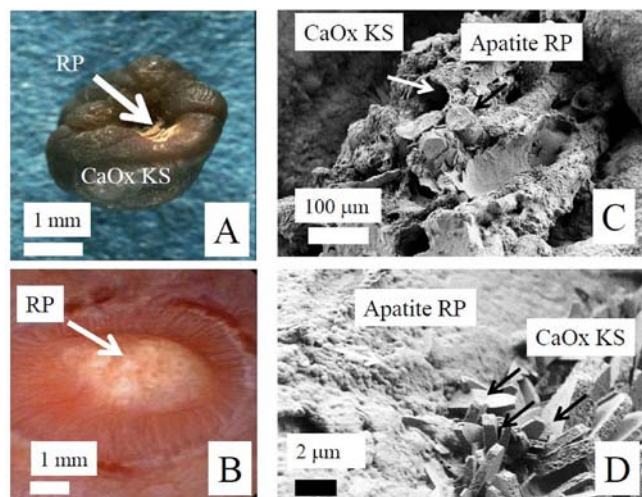 RP
CaOx KS
1 mm
A
RP
1 mm
B
CaOx KS
Apatite RP
100 µm
C
Apatite RP
CaOx KS
2 µm
D